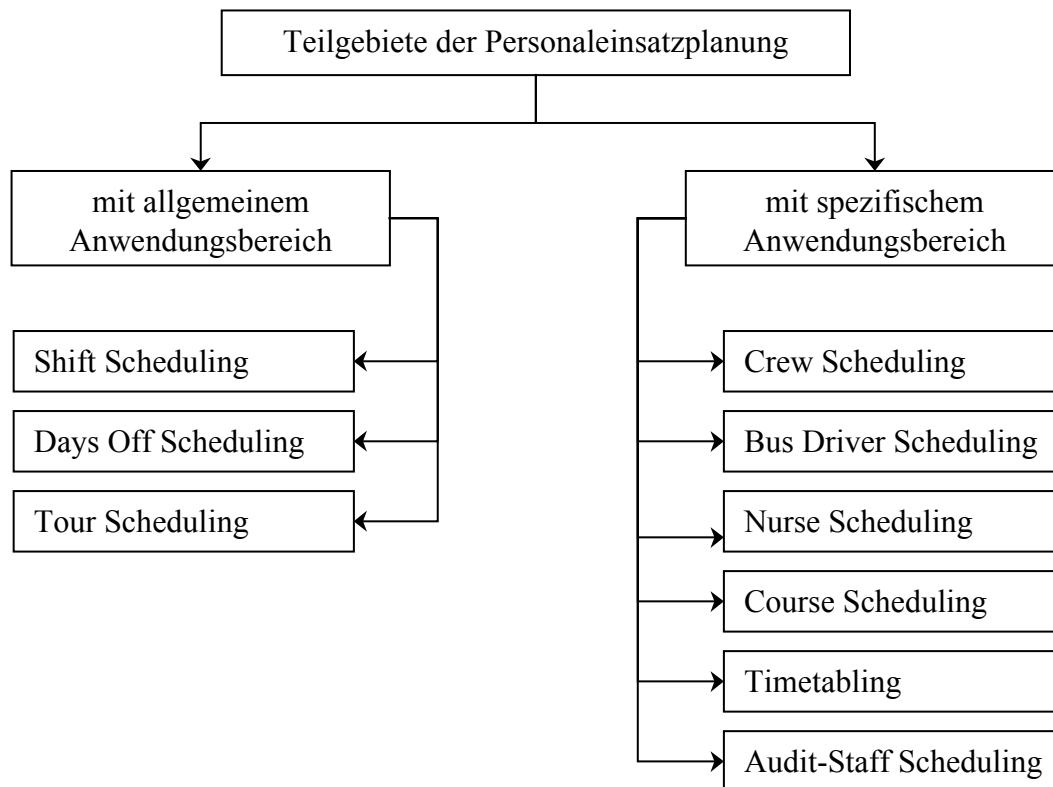 Teilgebiete der Personaleinsatzplanung
mit allgemeinem
Anwendungsbereich
mit spezifischem
Anwendungsbereich
Shift Scheduling
Days Off Scheduling
Tour Scheduling
Crew Scheduling
Bus Driver Scheduling
Nurse Scheduling
Course Scheduling
Timetabling
Audit-Staff Scheduling